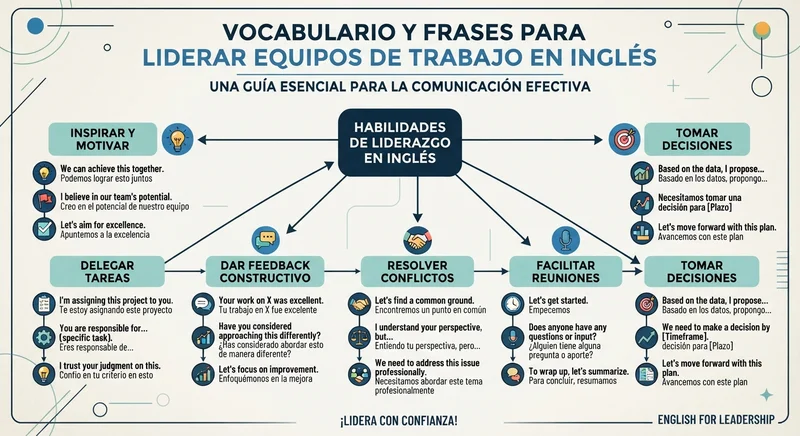 VOCABULARIO Y FRASES PARA
LIDERAR EQUIPOS DE TRABAJO EN INGLÉS
UNA GUÍA ESENCIAL PARA LA COMUNICACIÓN EFECTIVA
HABILIDADES
DE LIDERAZGO
EN INGLÉS
INSPIRAR Y
MOTIVAR
We can achieve this together.
Podemos lograr esto juntos
I believe in our team's potential.
Creo en el potencial de nuestro equipo
Let's aim for excellence.
Apuntemos a la excelencia
TOMAR
DECISIONES
Based on the data, I propose...
Basado en los datos, propongo...
Necesitamos tomar una
decisión para [Plazo]
Let's move forward with this plan.
Avancemos con este plan
DELEGAR
TAREAS
I'm assigning this project to you.
Te estoy asignando este proyecto
You are responsible for...
(specific task).
Eres responsable de...
I trust your judgment on this.
Confío en tu criterio en esto
DAR FEEDBACK
CONSTRUCTIVO
Your work on X was excellent.
Tu trabajo en X fue excelente
Have you considered
approaching this differently?
¿Has considerado abordar esto
de manera diferente?
Let's focus on improvement.
Enfoquémonos en la mejora
RESOLVER
CONFLICTOS
Let's find a common ground.
Encontremos un punto en común
I understand your perspective,
but...
Entiendo tu perspectiva, pero...
We need to address this issue
professionally.
Necesitamos abordar este tema
profesionalmente
FACILITAR
REUNIONES
Let's get started.
Empecemos
Does anyone have any
questions or input?
¿Alguien tiene alguna
pregunta o aporte?
To wrap up, let's summarize.
Para concluir, resumamos
TOMAR
DECISIONES
Based on the data, I propose...
Basado en los datos, propongo...
We need to make a decision by
[Timeframe].
decisión para [Plazo]
Let's move forward with this
plan.
Avancemos con este plan
¡LIDERA CON CONFIANZA!
ENGLISH FOR LEADERSHIP